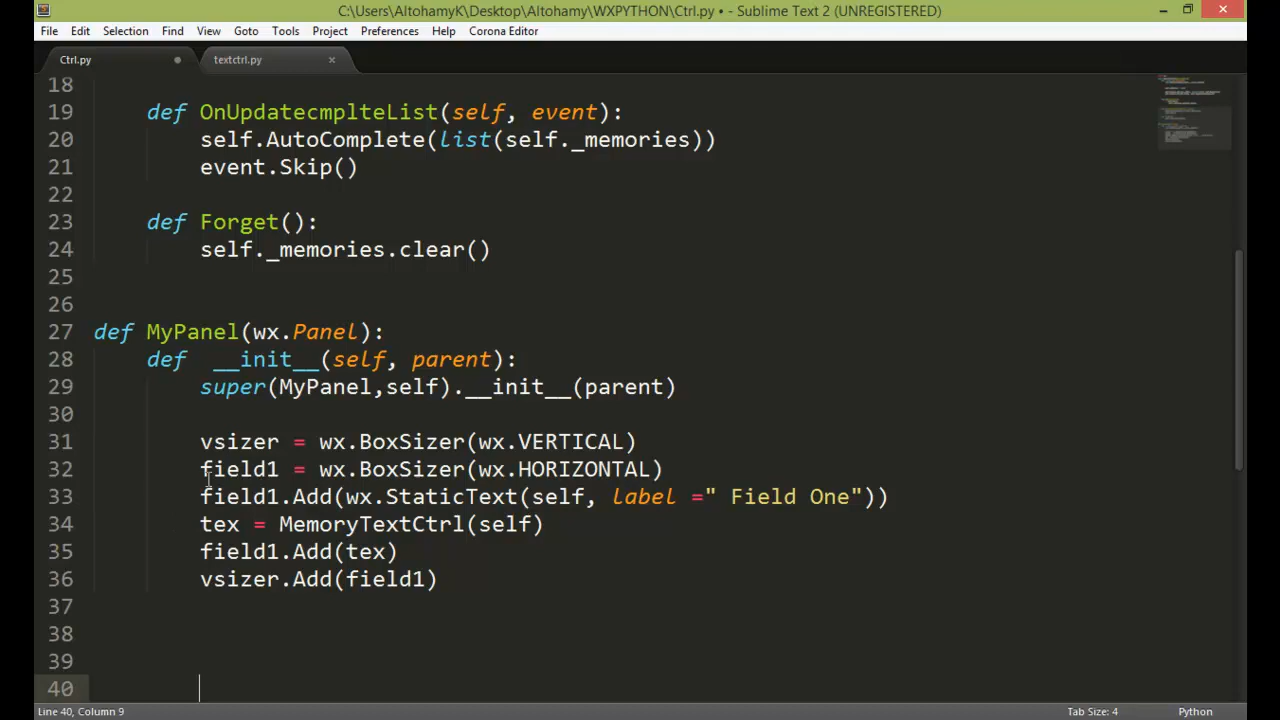 C:\Users\AltohamyK\Desktop\Altohamy\WXPYTHON\Ctrl.py • - Sublime Text 2 (UNREGISTERED)
File Edit Selection Find View Goto Tools Project Preferences Help Corona Editor
Ctrl.py textctrl.py
18
19 def OnUpdatecmplteList(self, event):
20 self.AutoComplete(list(self._memories))
21 event.Skip()
22
23 def Forget():
24 self._memories.clear()
25
26
27 def MyPanel(wx.Panel):
28 def __init__(self, parent):
29 super(MyPanel,self).__init__(parent)
30
31 vsizer = wx.BoxSizer(wx.VERTICAL)
32 field1 = wx.BoxSizer(wx.HORIZONTAL)
33 field1.Add(wx.StaticText(self, label =" Field One"))
34 tex = MemoryTextCtrl(self)
35 field1.Add(tex)
36 vsizer.Add(field1)
37
38
39
40
Line 40, Column 9 Tab Size: 4 Python